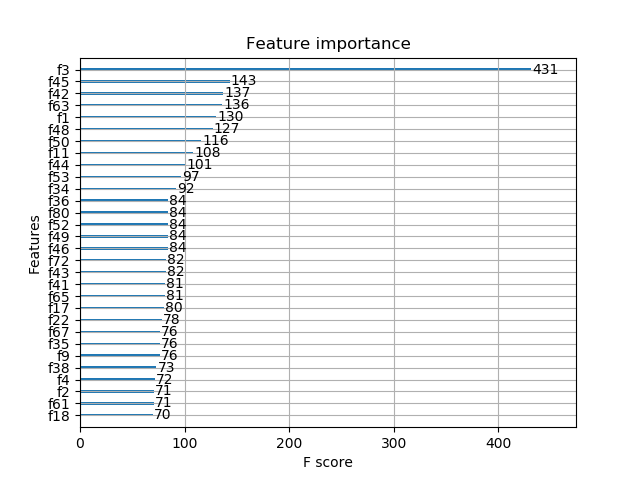 Feature importance
f3 431
f45 143
f42 137
f63 136
f1 130
f48 127
f50 116
f11 108
f44 101
f53 97
f34 92
f36 84
f80 84
f52 84
f49 84
f46 84
f72 82
f43 82
f41 81
f65 81
f17 80
f22 78
f67 76
f35 76
f9 76
f38 73
f4 72
f2 71
f61 71
f18 70
0 100 200 300 400
F score
Features